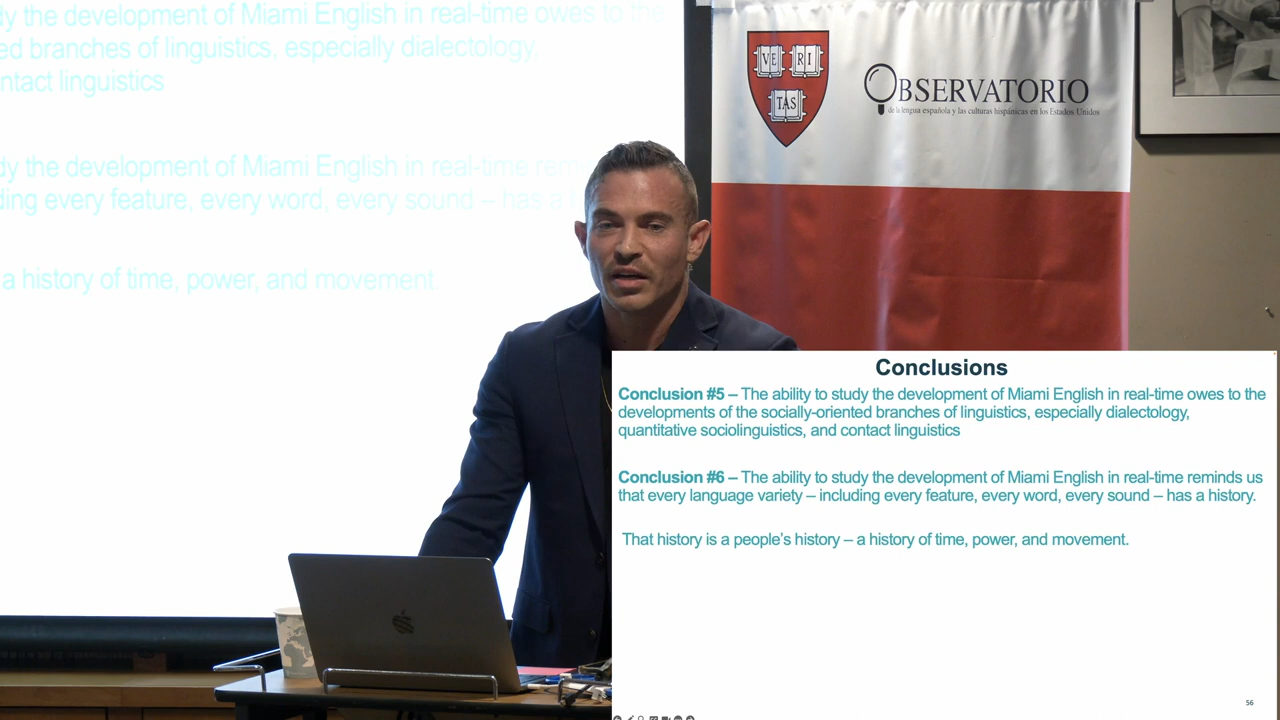 dy the development of Miami English in real-time owes to the
ed branches of linguistics, especially dialectology,
ntact linguistics
dy the development of Miami English in real-time
ding every feature, every word, every sound – has a
a history of time, power, and movement.
VE RI
TAS
OBSERVATORIO
de la lengua española y las culturas hispánicas en los Estados Unidos
Conclusions
Conclusion #5 – The ability to study the development of Miami English in real-time owes to the
developments of the socially-oriented branches of linguistics, especially dialectology,
quantitative sociolinguistics, and contact linguistics
Conclusion #6 – The ability to study the development of Miami English in real-time reminds us
that every language variety – including every feature, every word, every sound – has a history.
That history is a people's history – a history of time, power, and movement.
56